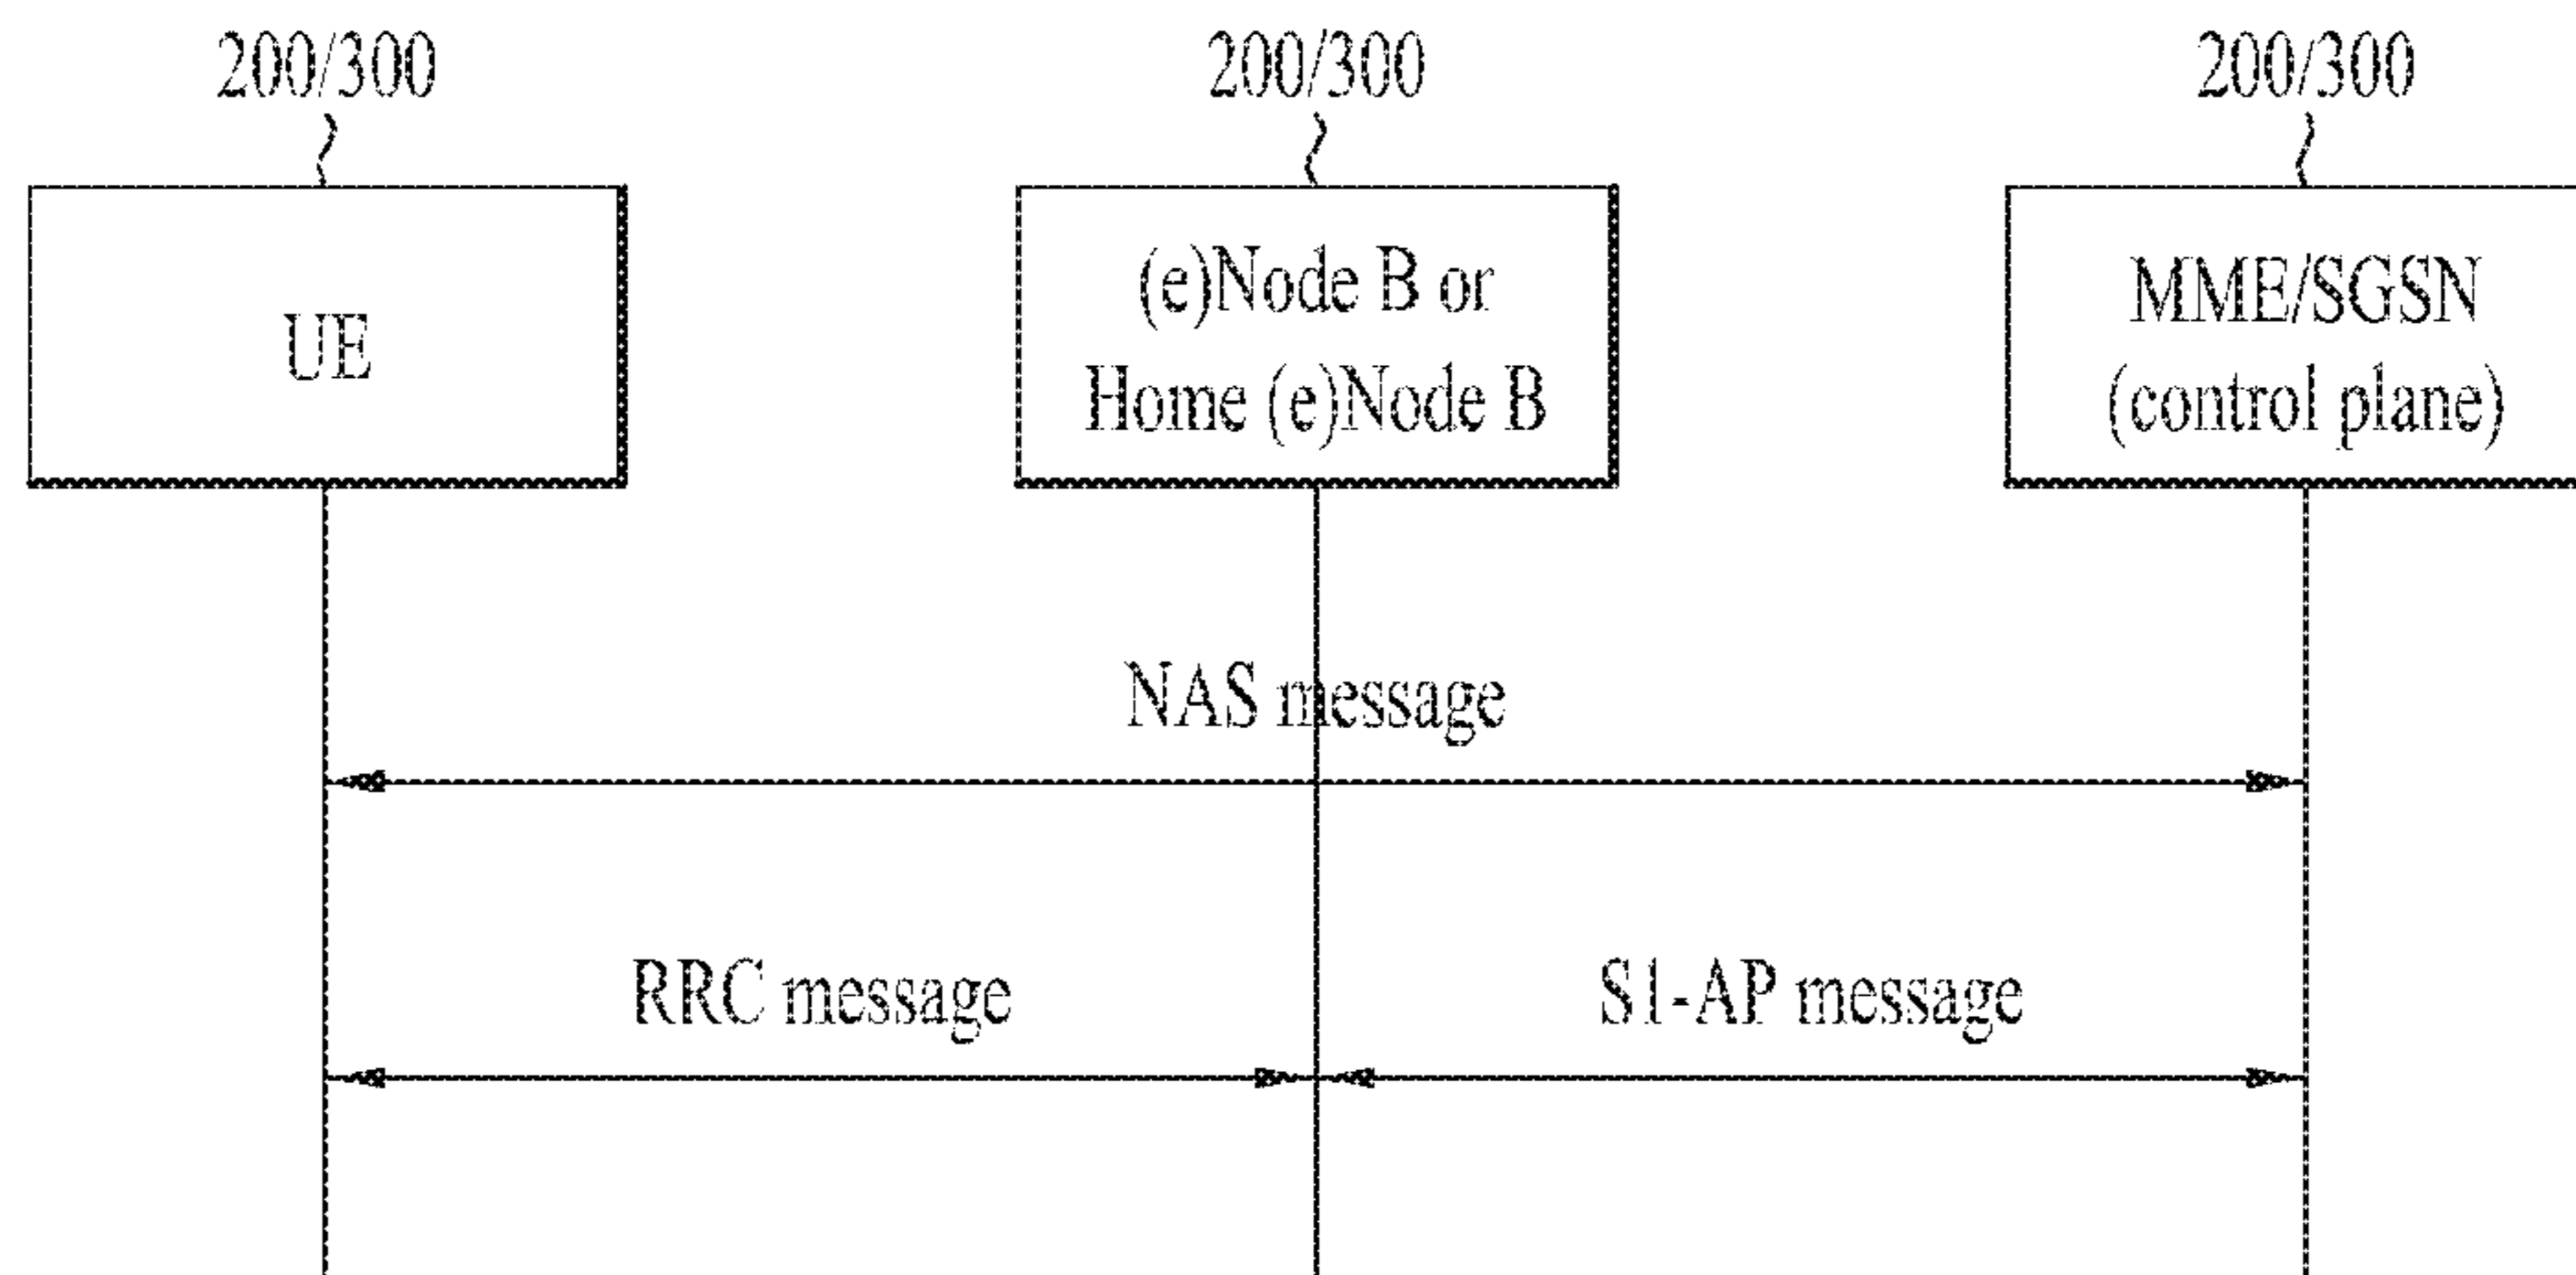 200/300
200/300
200/300
UE
(e)Node B or
Home (e)Node B
MME/SGSN
(control plane)
NAS message
RRC message
S1-AP message